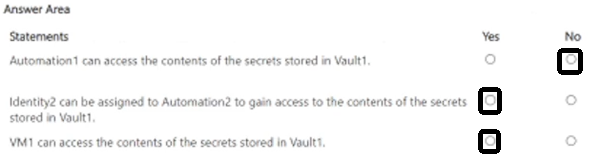 Answer Area
Statements Yes No
Automation1 can access the contents of the secrets stored in Vault1.
Identity2 can be assigned to Automation2 to gain access to the contents of the secrets
stored in Vault1.
VM1 can access the contents of the secrets stored in Vault1.